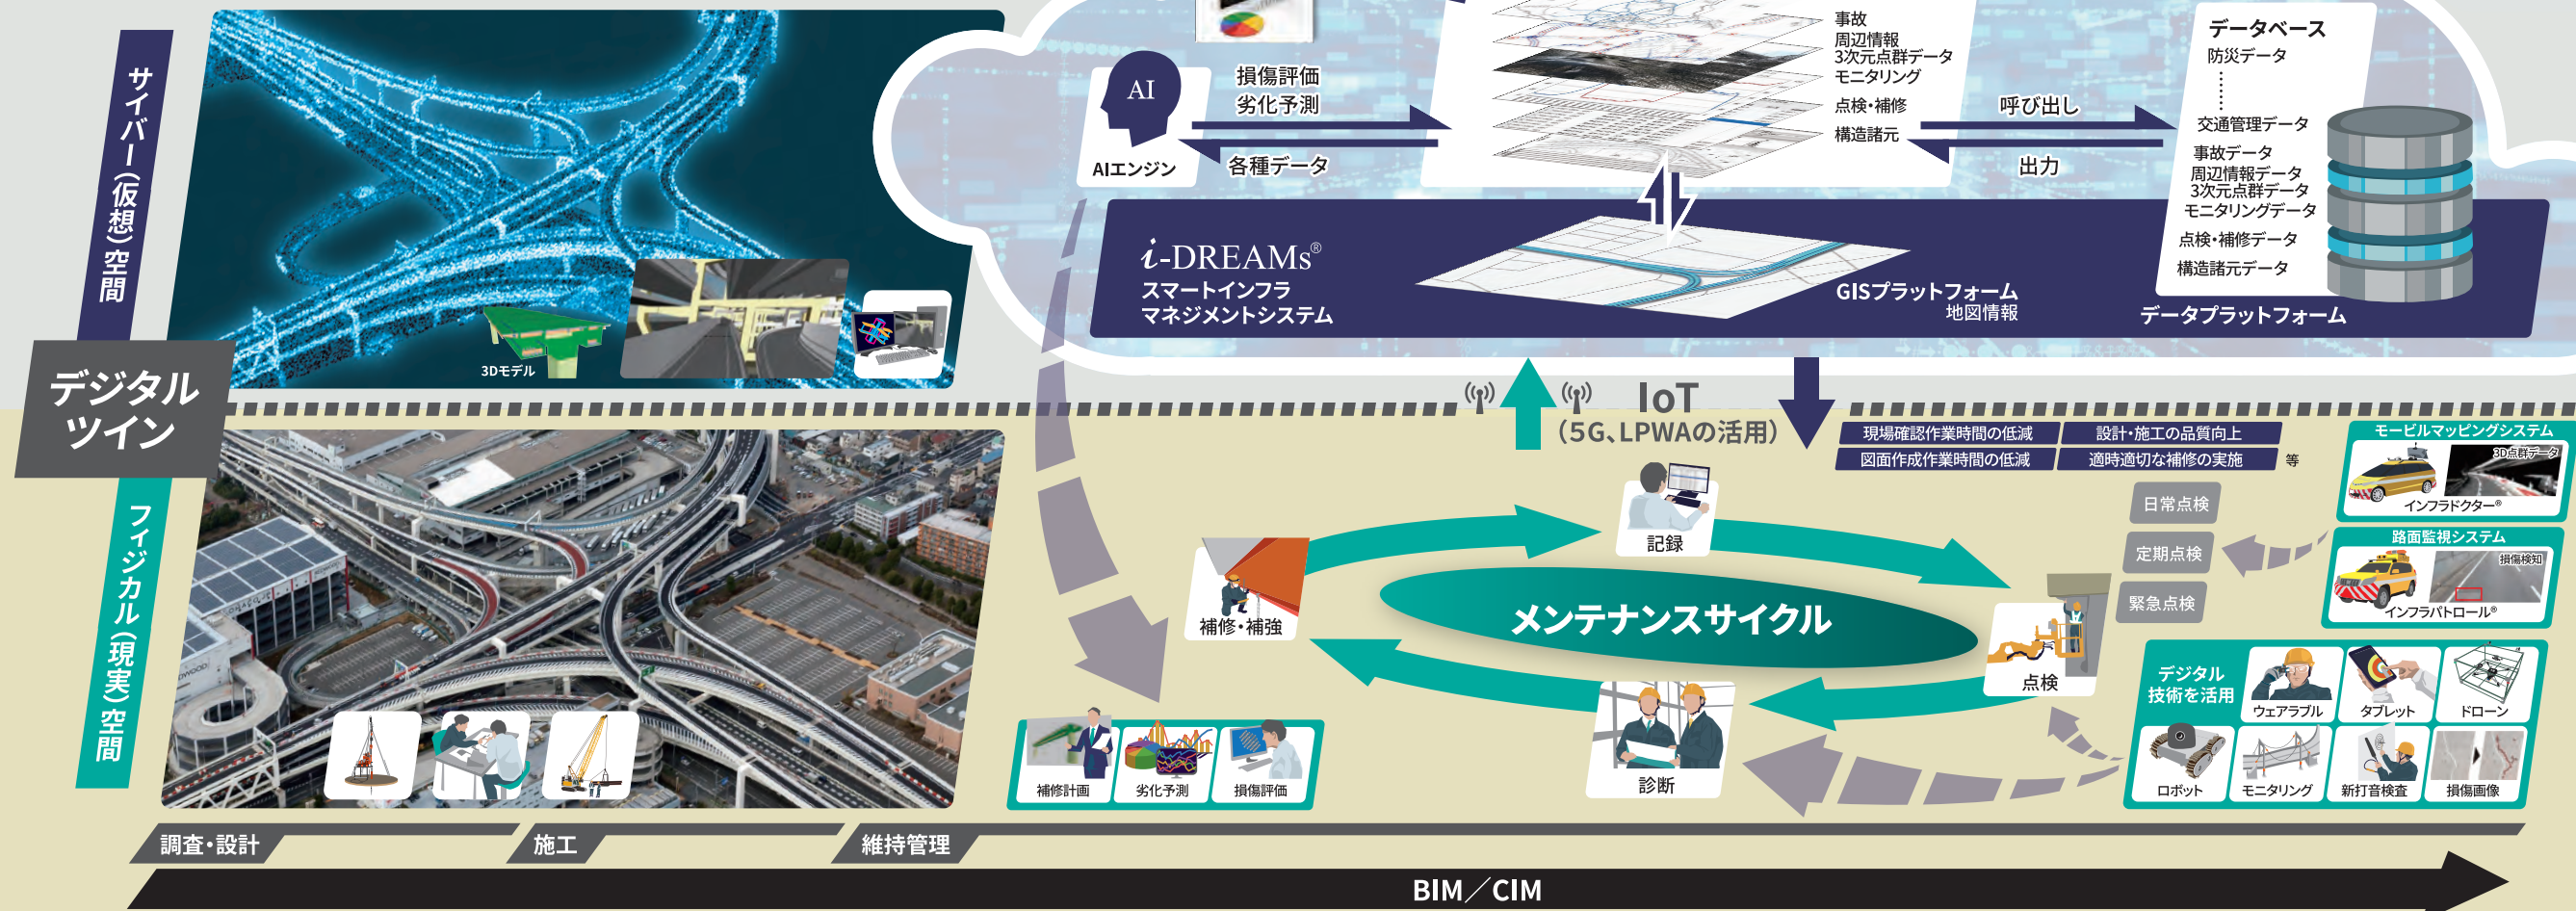 サイバー（仮想）空間
3Dモデル
デジタル
ツイン
フィジカル（現実）空間
AI
AIエンジン
損傷評価
劣化予測
各種データ
事故
周辺情報
3次元点群データ
モニタリング
点検・補修
構造諸元
呼び出し
出力
データベース
防災データ
交通管理データ
事故データ
周辺情報データ
3次元点群データ
モニタリングデータ
点検・補修データ
構造諸元データ
データプラットフォーム
i-DREAMs®
スマートインフラ
マネジメントシステム
GISプラットフォーム
地図情報
IoT
（5G、LPWAの活用）
現場確認作業時間の低減
設計・施工の品質向上
図面作成作業時間の低減
適時適切な補修の実施
等
モービルマッピングシステム
3D点群データ
インフラドクター®
路面監視システム
損傷検知
インフラパトロール®
日常点検
定期点検
緊急点検
記録
補修・補強
メンテナンスサイクル
点検
診断
補修計画
劣化予測
損傷評価
デジタル
技術を活用
ウェアラブル
タブレット
ドローン
ロボット
モニタリング
新打音検査
損傷画像
調査・設計
施工
維持管理
BIM／CIM